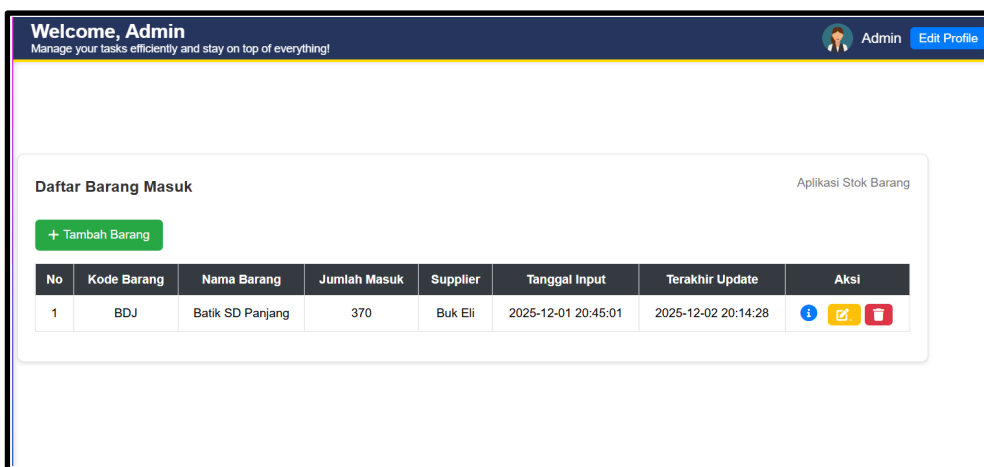 Welcome, Admin
Manage your tasks efficiently and stay on top of everything!
Admin Edit Profile
Daftar Barang Masuk
Aplikasi Stok Barang
+ Tambah Barang
No Kode Barang Nama Barang Jumlah Masuk Supplier Tanggal Input Terakhir Update Aksi
1 BDJ Batik SD Panjang 370 Buk Eli 2025-12-01 20:45:01 2025-12-02 20:14:28